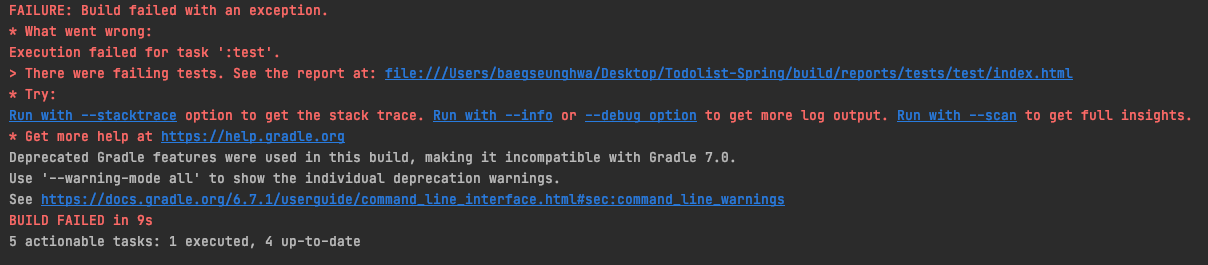 FAILURE: Build failed with an exception.
* What went wrong:
Execution failed for task ':test'.
> There were failing tests. See the report at: file:///Users/baegseunghwa/Desktop/Todolist-Spring/build/reports/tests/test/index.html
* Try:
Run with --stacktrace option to get the stack trace. Run with --info or --debug option to get more log output. Run with --scan to get full insights.
* Get more help at https://help.gradle.org
Deprecated Gradle features were used in this build, making it incompatible with Gradle 7.0.
Use '--warning-mode all' to show the individual deprecation warnings.
See https://docs.gradle.org/6.7.1/userguide/command_line_interface.html#sec:command_line_warnings
BUILD FAILED in 9s
5 actionable tasks: 1 executed, 4 up-to-date